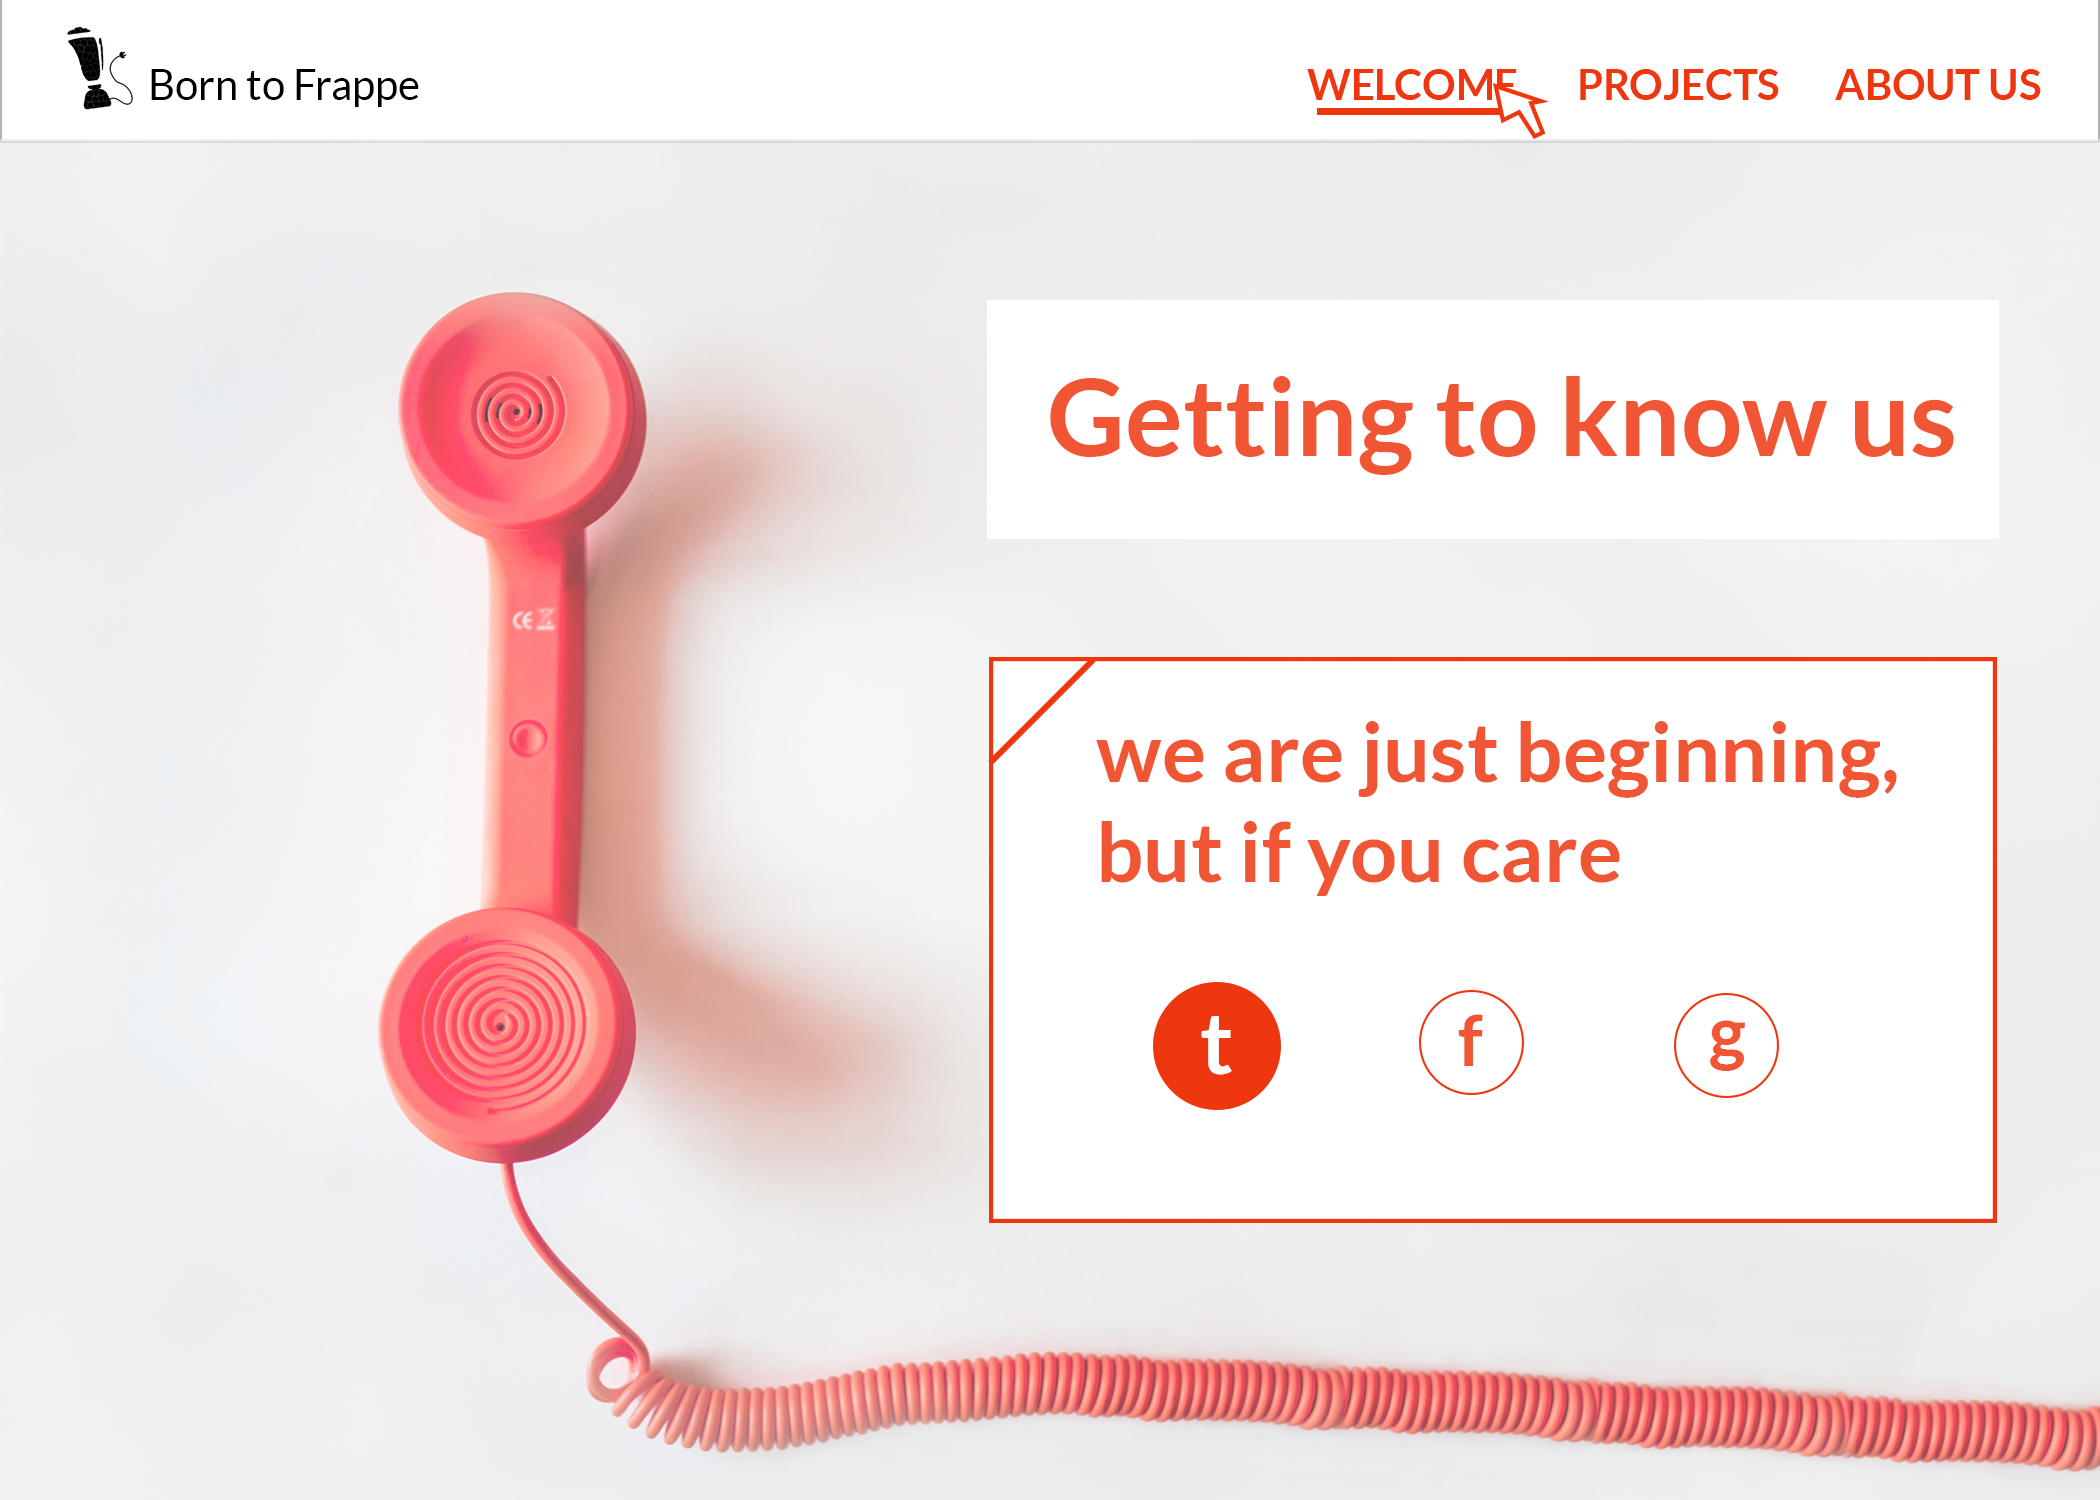 Born to Frappe
WELCOME PROJECTS ABOUT US
Getting to know us
CE
we are just beginning,
but if you care
t f g